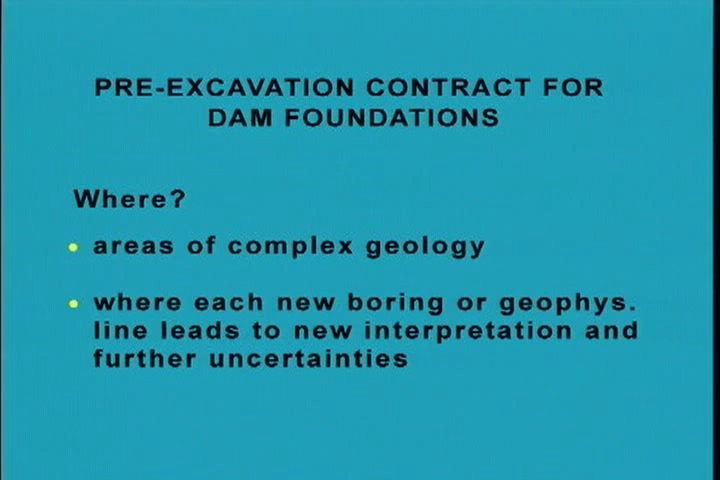 PRE-EXCAVATION CONTRACT FOR
DAM FOUNDATIONS
Where?
• areas of complex geology
• where each new boring or geophys.
line leads to new interpretation and
further uncertainties